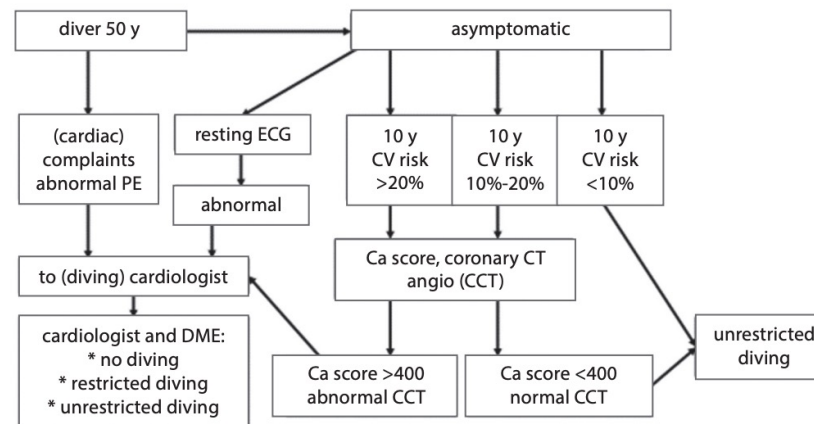 diver 50 y
asymptomatic
(cardiac)
complaints
abnormal PE
resting ECG
10 y
CV risk
>20%
10 y
CV risk
10%-20%
10 y
CV risk
<10%
abnormal
to (diving) cardiologist
Ca score, coronary CT
angio (CCT)
cardiologist and DME:
* no diving
* restricted diving
* unrestricted diving
Ca score >400
abnormal CCT
Ca score <400
normal CCT
unrestricted
diving